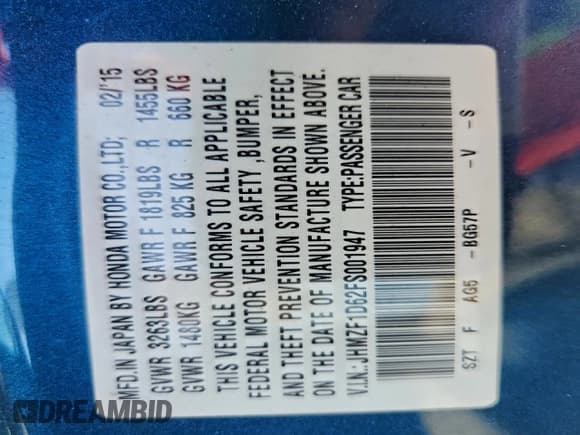 MFD.IN JAPAN BY HONDA MOTOR CO.,LTD; 02/'15
GVWR 3263LBS GAWR F 1819LBS R 1455LBS
GVWR 1480KG GAWR F 825 KG R 660 KG
THIS VEHICLE CONFORMS TO ALL APPLICABLE
FEDERAL MOTOR VEHICLE SAFETY ,BUMPER,
AND THEFT PREVENTION STANDARDS IN EFFECT
ON THE DATE OF MANUFACTURE SHOWN ABOVE.
V.I.N.: JHMZF1D62FS001947 TYPE:PASSENGER CAR
SZT F AG5 -BG57P -V -S
DREAMBID